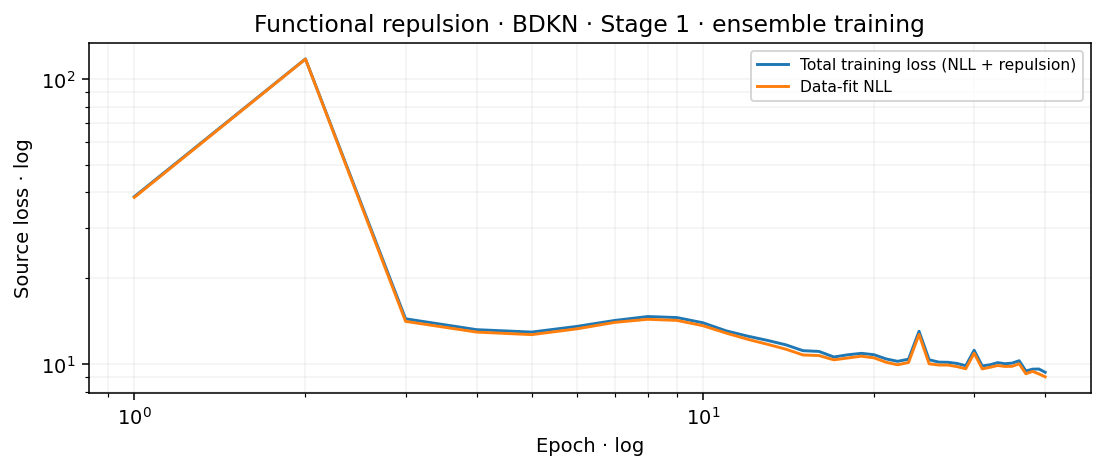 Functional repulsion · BDKN · Stage 1 · ensemble training
Total training loss (NLL + repulsion)
Data-fit NLL
Source loss · log
10²
10¹
10⁰
10¹
Epoch · log